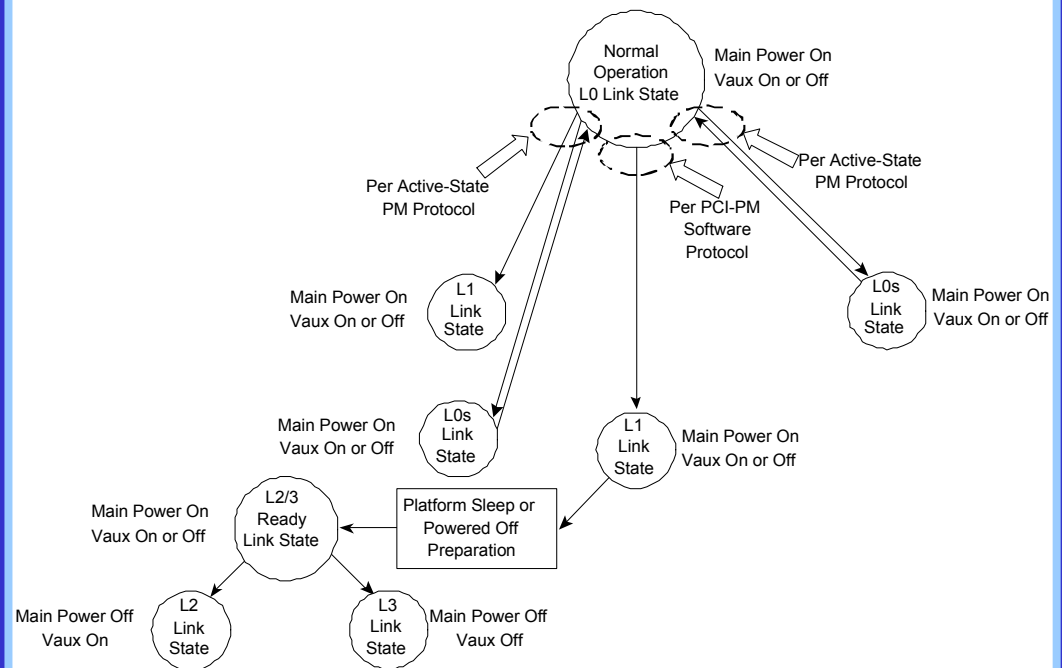 Normal
Operation
L0 Link State
Main Power On
Vaux On or Off
Per Active-State
PM Protocol
Per PCI-PM
Software
Protocol
Per Active-State
PM Protocol
Main Power On
Vaux On or Off
L1
Link
State
L0s
Link
State
Main Power On
Vaux On or Off
Main Power On
Vaux On or Off
L0s
Link
State
L1
Link
State
Main Power On
Vaux On or Off
Main Power On
Vaux On or Off
L2/3
Ready
Link State
Platform Sleep or
Powered Off
Preparation
Main Power Off
Vaux On
L2
Link
State
L3
Link
State
Main Power Off
Vaux Off